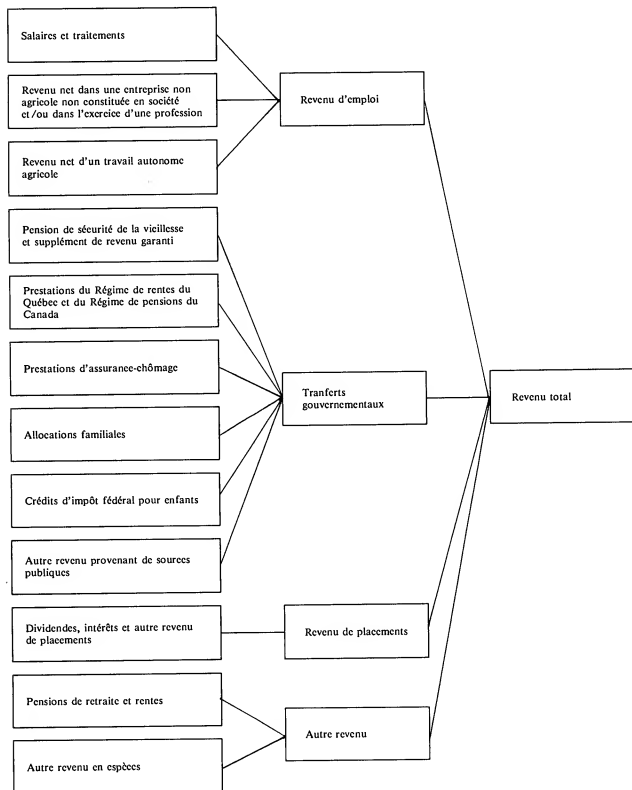 Salaires et traitements
Revenu net dans une entreprise non
agricole non constituée en société
et/ou dans l'exercice d'une profession
Revenu d'emploi
Revenu net d'un travail autonome
agricole
Pension de sécurité de la vieillesse
et supplément de revenu garanti
Prestations du Régime de rentes du
Québec et du Régime de pensions du
Canada
Prestations d'assurance-chômage
Tranferts
gouvernementaux
Revenu total
Allocations familiales
Crédits d'impôt fédéral pour enfants
Autre revenu provenant de sources
publiques
Dividendes, intérêts et autre revenu
de placements
Revenu de placements
Pensions de retraite et rentes
Autre revenu
Autre revenu en espèces